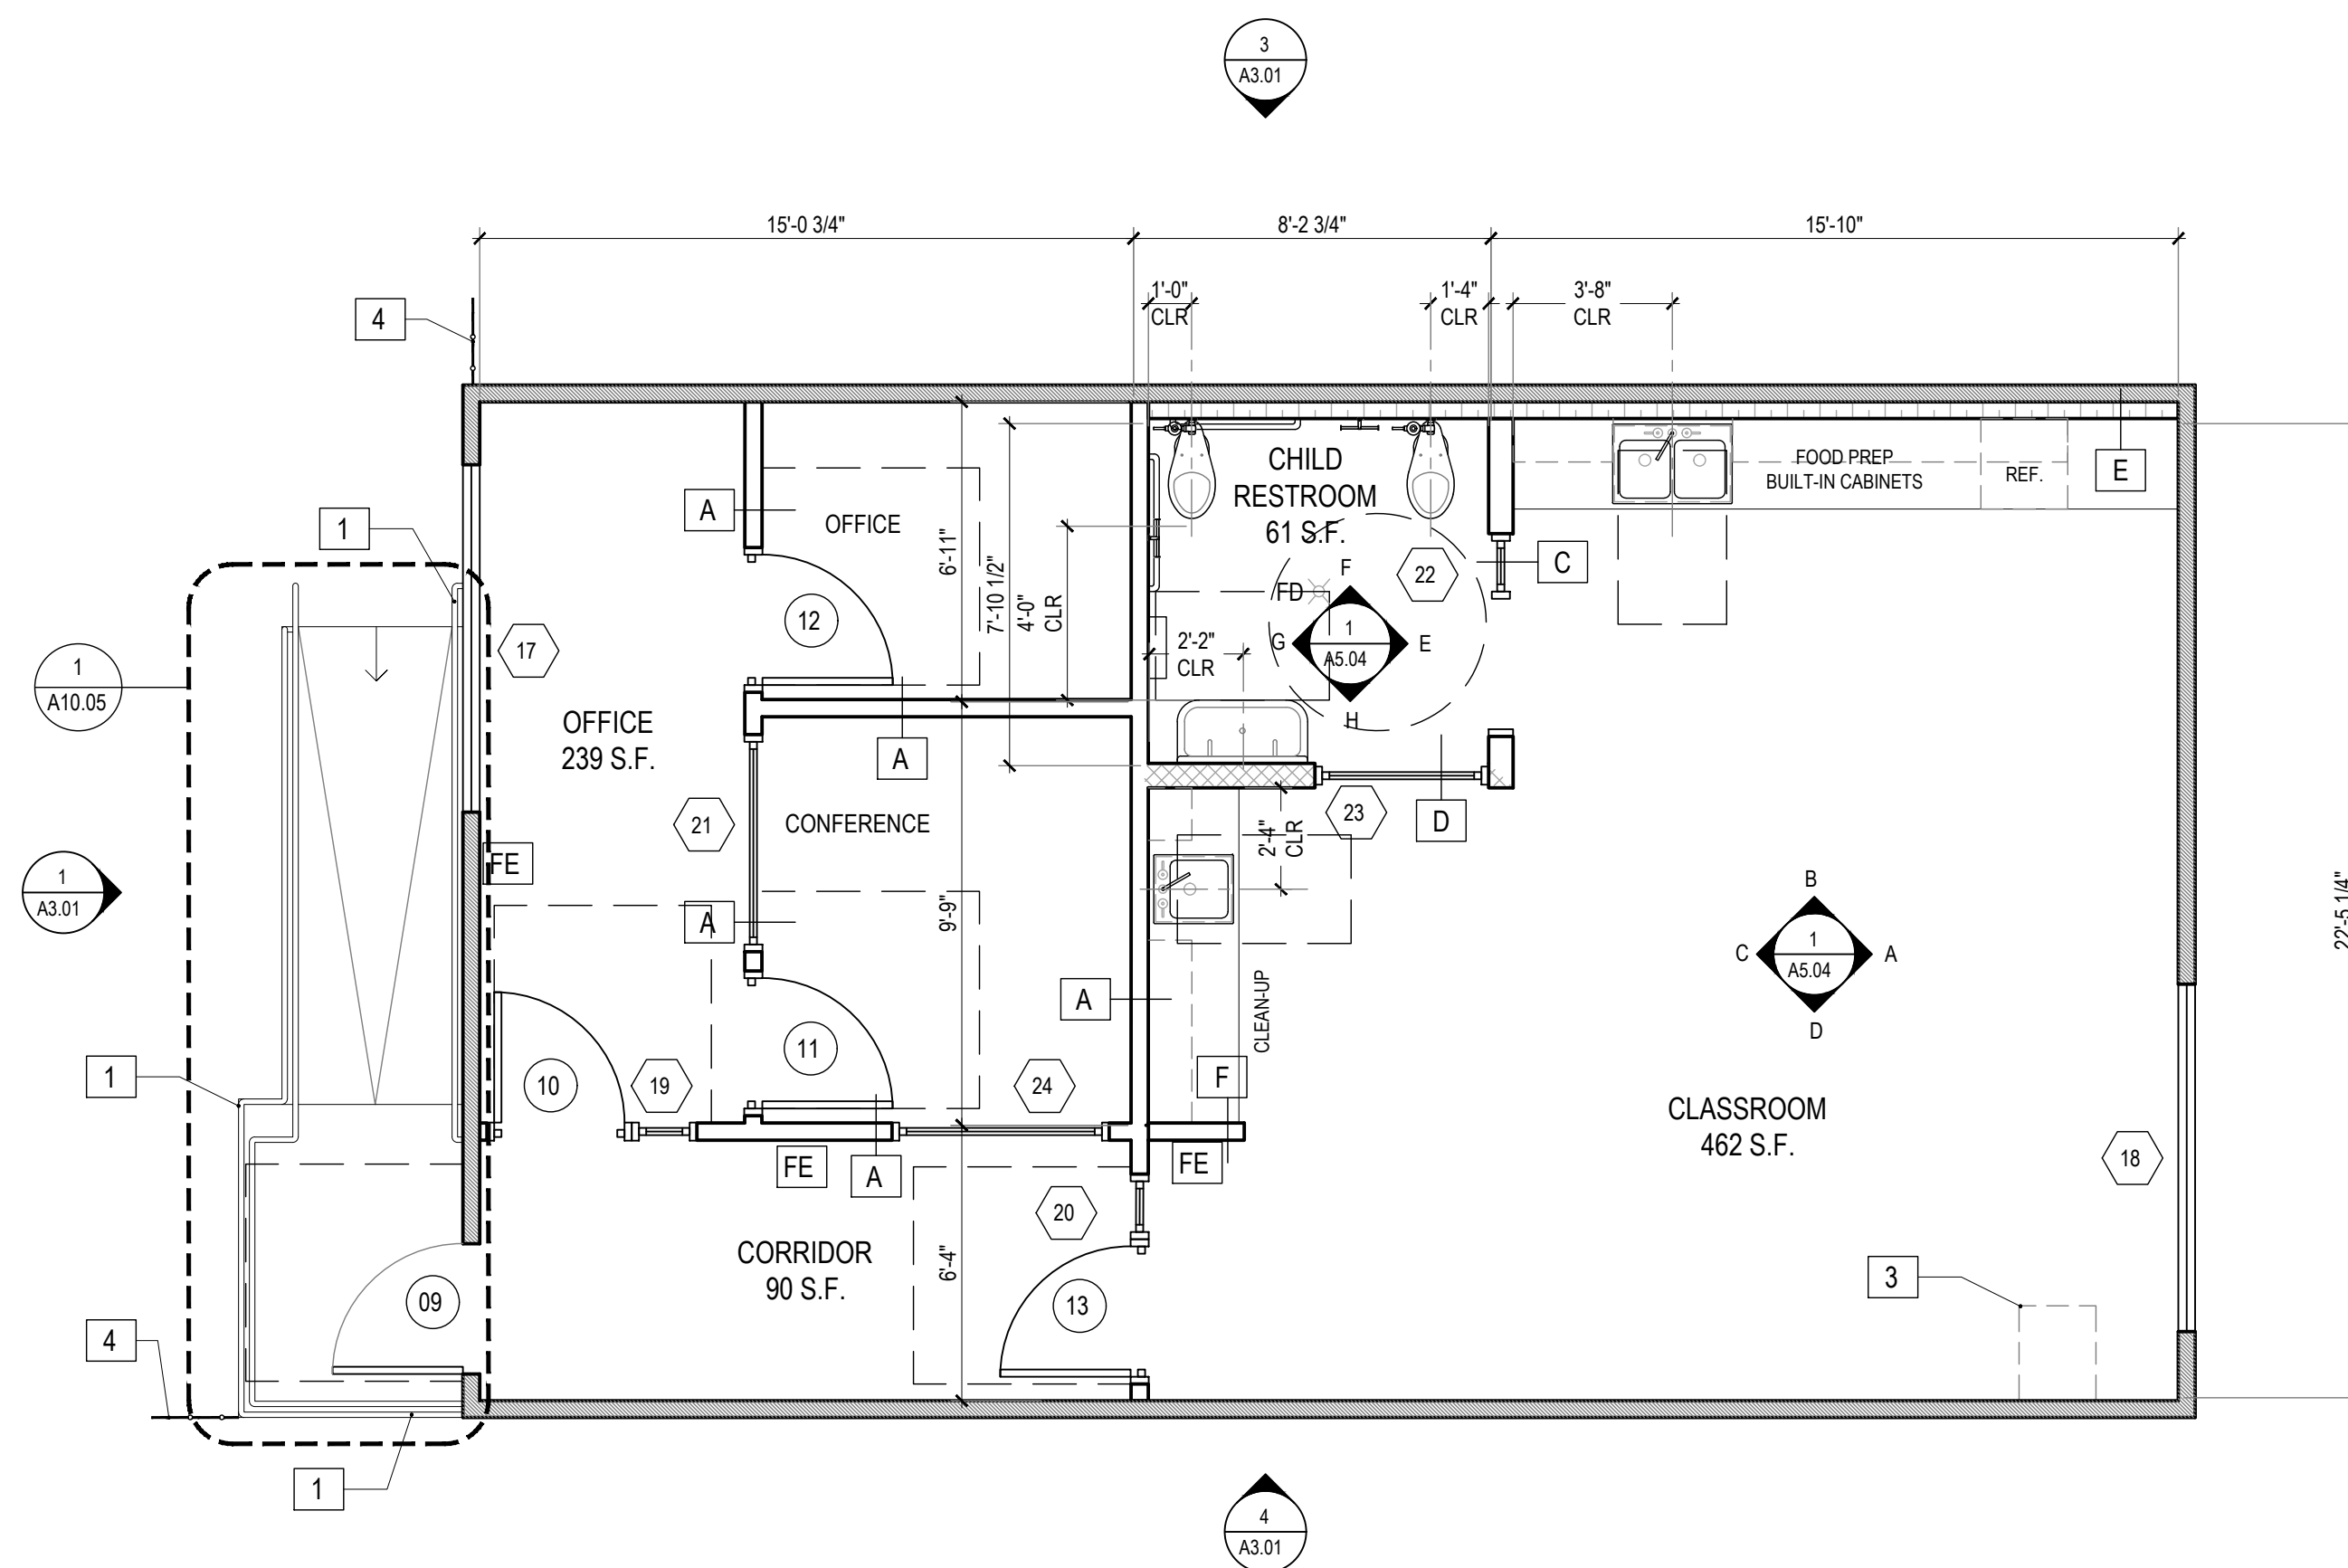 3
A3.01
15'-0 3/4"
8'-2 3/4"
15'-10"
1'-0"
CLR
1'-4"
CLR
3'-8"
CLR
4
CHILD
RESTROOM
61 S.F.
FOOD PREP
BUILT-IN CABINETS
REF.
E
A
OFFICE
1
6'-11"
7'-10 1/2"
4'-0"
CLR
C
22
F
FD
12
17
G
1
A5.04
E
H
2'-2"
CLR
1
A10.05
OFFICE
239 S.F.
A
21
CONFERENCE
23
D
2'-4"
CLR
FE
1
A3.01
A
9'-9"
B
C
1
A5.04
A
D
22'-5 1/4"
A
CLEAN-UP
1
10
19
11
24
F
CLASSROOM
462 S.F.
FE
A
FE
18
20
CORRIDOR
90 S.F.
6'-4"
3
09
13
4
1
4
A3.01